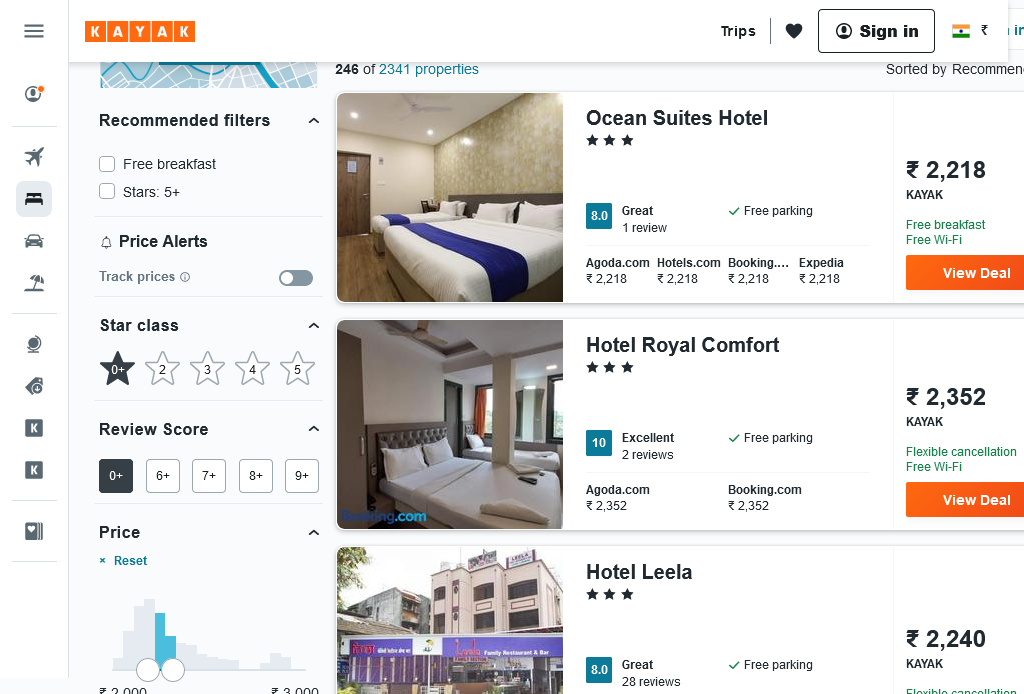 KAYAK
Trips
Sign in
₹
246 of 2341 properties
Sorted by Recommen
Recommended filters
Free breakfast
Stars: 5+
Price Alerts
Track prices
Star class
0+ 2 3 4 5
Review Score
0+ 6+ 7+ 8+ 9+
Price
× Reset
₹ 2,000 ₹ 3,000
K
K
Ocean Suites Hotel
8.0 Great
1 review
Free parking
Agoda.com Hotels.com Booking.... Expedia
₹ 2,218 ₹ 2,218 ₹ 2,218 ₹ 2,218
₹ 2,218
KAYAK
Free breakfast
Free Wi-Fi
View Deal
Booking.com
Hotel Royal Comfort
10 Excellent
2 reviews
Free parking
Agoda.com Booking.com
₹ 2,352 ₹ 2,352
₹ 2,352
KAYAK
Flexible cancellation
Free Wi-Fi
View Deal
LEELA
Leela
Family Restaurant & Bar
Hotel Leela
8.0 Great
28 reviews
Free parking
₹ 2,240
KAYAK
Flexible cancellation